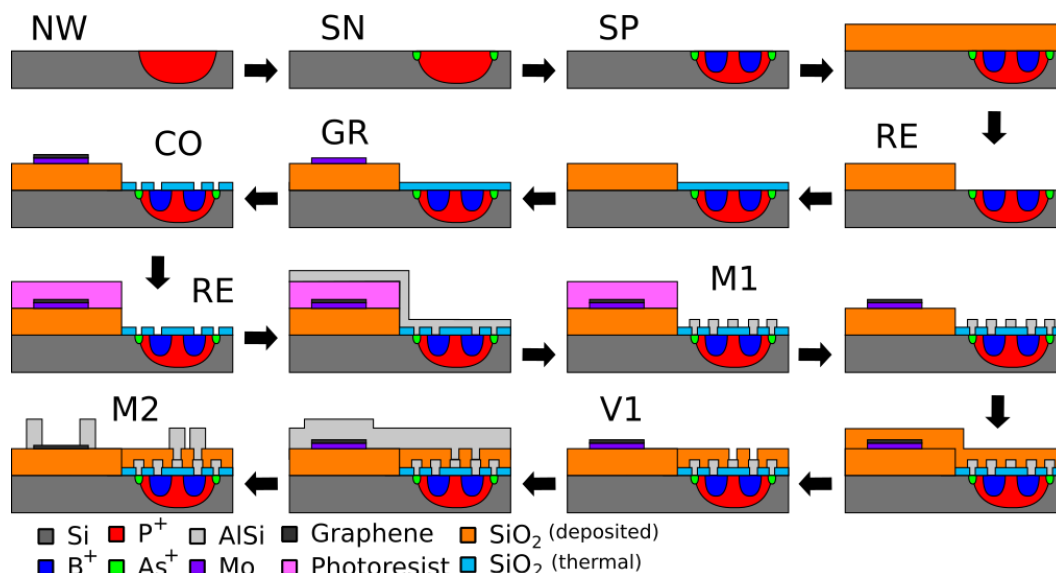 NW SN SP
CO GR RE
RE M1
M2 V1
Si P+ AlSi Graphene SiO2 (deposited)
B+ As+ Mo Photoresist SiO2 (thermal)